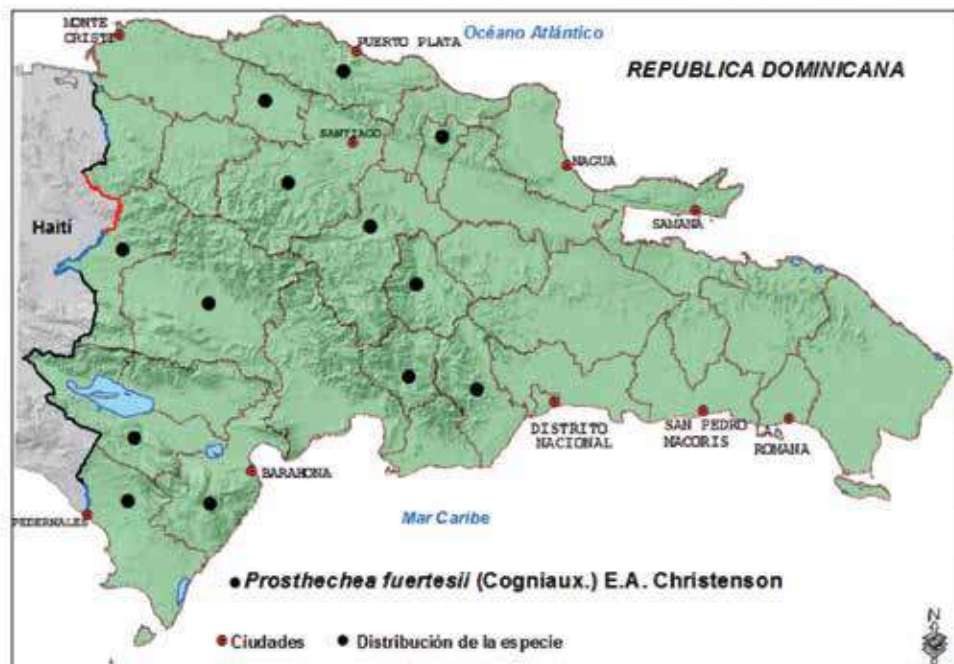 MONTE
CRISTI
Océano Atlántico
PUERTO PLATA
REPUBLICA DOMINICANA
SANTIAGO
NAGUA
SAMANA
Haití
DISTRITO
NACIONAL
SAN PEDRO
MACORIS
LA
ROMANA
BARAHONA
PEDERNALES
Mar Caribe
Prosthechea fuertesii (Cogniaux.) E.A. Christenson
Ciudades
Distribución de la especie
N